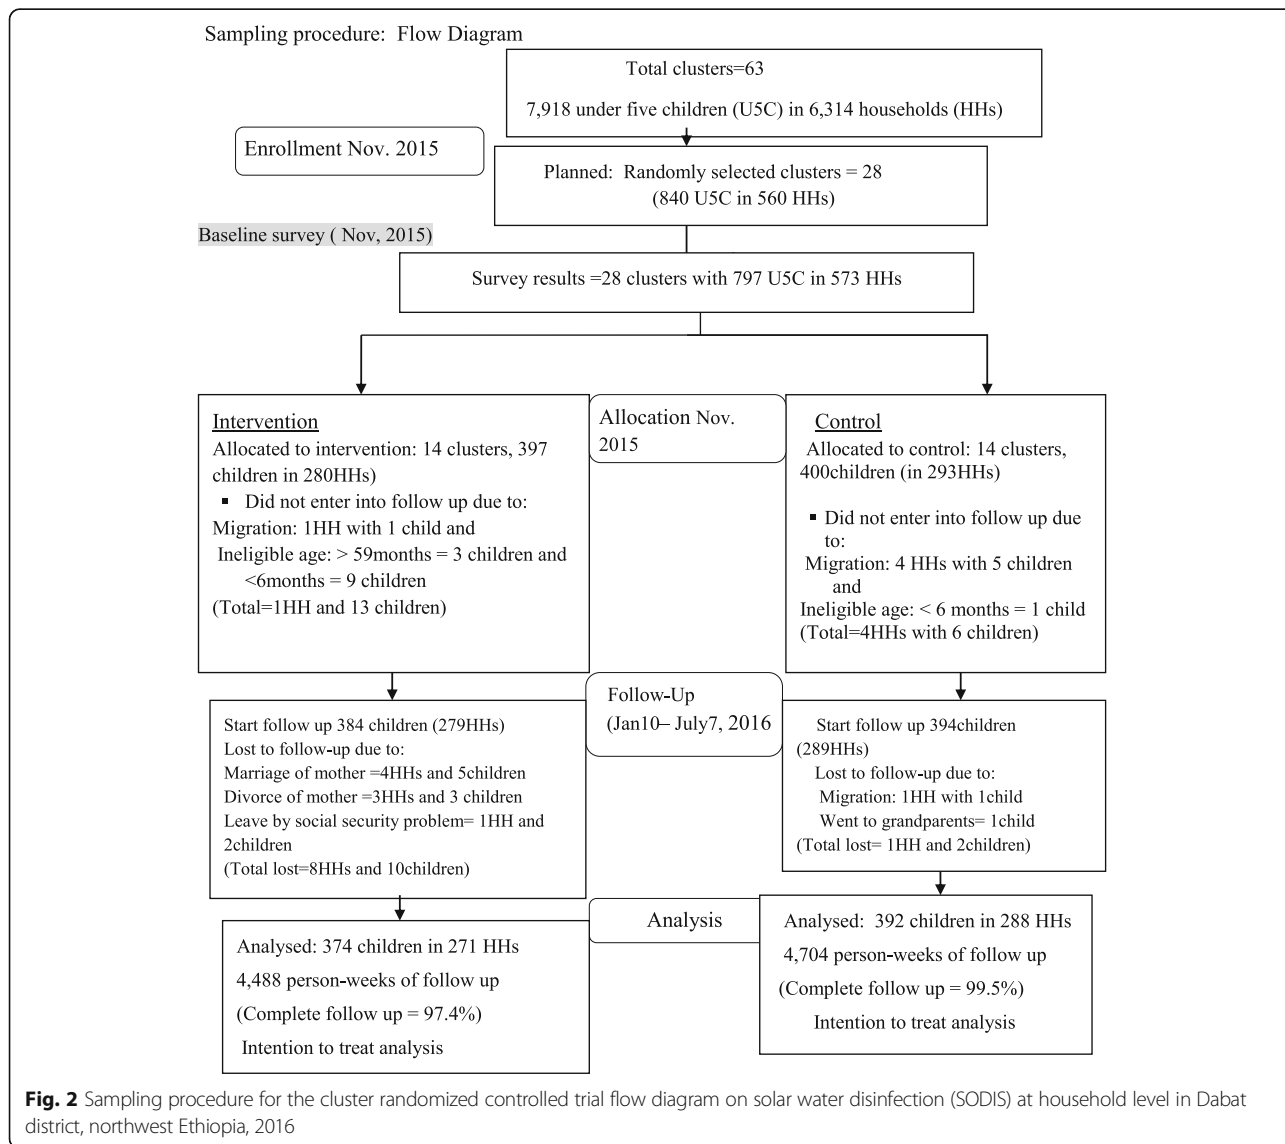 Sampling procedure: Flow Diagram
Total clusters=63
7,918 under five children (U5C) in 6,314 households (HHs)
Enrollment Nov. 2015
Planned: Randomly selected clusters = 28
(840 U5C in 560 HHs)
Baseline survey ( Nov, 2015)
Survey results =28 clusters with 797 U5C in 573 HHs
Intervention
Allocated to intervention: 14 clusters, 397
children in 280HHs)
▪ Did not enter into follow up due to:
Migration: 1HH with 1 child and
Ineligible age: > 59months = 3 children and
<6months = 9 children
(Total=1HH and 13 children)
Allocation Nov.
2015
Control
Allocated to control: 14 clusters,
400children (in 293HHs)
▪ Did not enter into follow up due
to:
Migration: 4 HHs with 5 children
and
Ineligible age: < 6 months = 1 child
(Total=4HHs with 6 children)
Follow-Up
(Jan10– July7, 2016
Start follow up 384 children (279HHs)
Lost to follow-up due to:
Marriage of mother =4HHs and 5children
Divorce of mother =3HHs and 3 children
Leave by social security problem= 1HH and
2children
(Total lost=8HHs and 10children)
Start follow up 394children
(289HHs)
Lost to follow-up due to:
Migration: 1HH with 1child
Went to grandparents= 1child
(Total lost= 1HH and 2children)
Analysis
Analysed: 374 children in 271 HHs
4,488 person-weeks of follow up
(Complete follow up = 97.4%)
Intention to treat analysis
Analysed: 392 children in 288 HHs
4,704 person-weeks of follow up
(Complete follow up = 99.5%)
Intention to treat analysis
Fig. 2 Sampling procedure for the cluster randomized controlled trial flow diagram on solar water disinfection (SODIS) at household level in Dabat
district, northwest Ethiopia, 2016